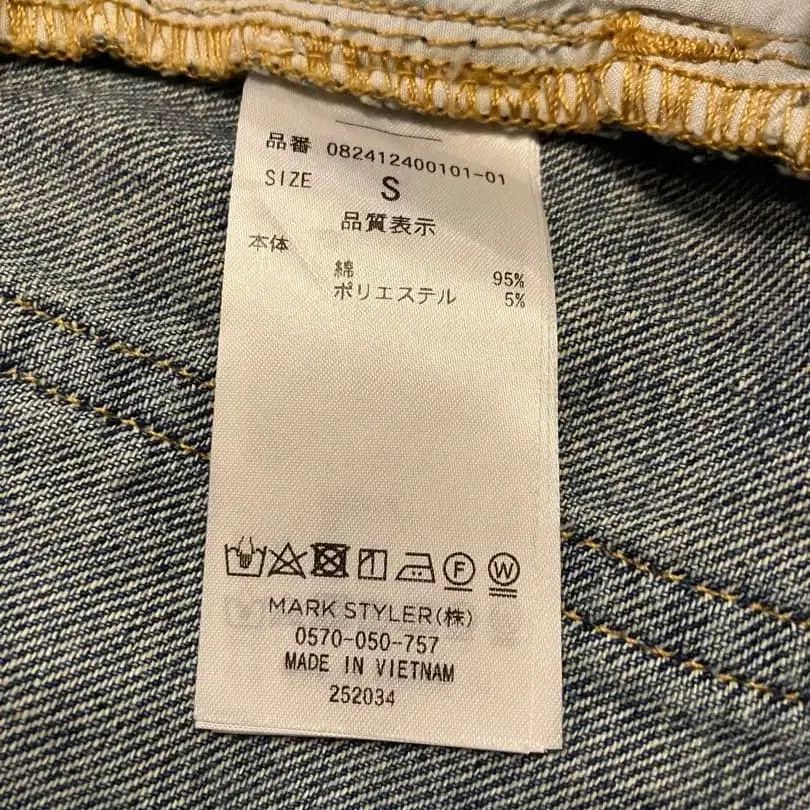 品番 082412400101-01
SIZE S
品質表示
本体
綿 95%
ポリエステル 5%
F W
MARK STYLER(株)
0570-050-757
MADE IN VIETNAM
252034